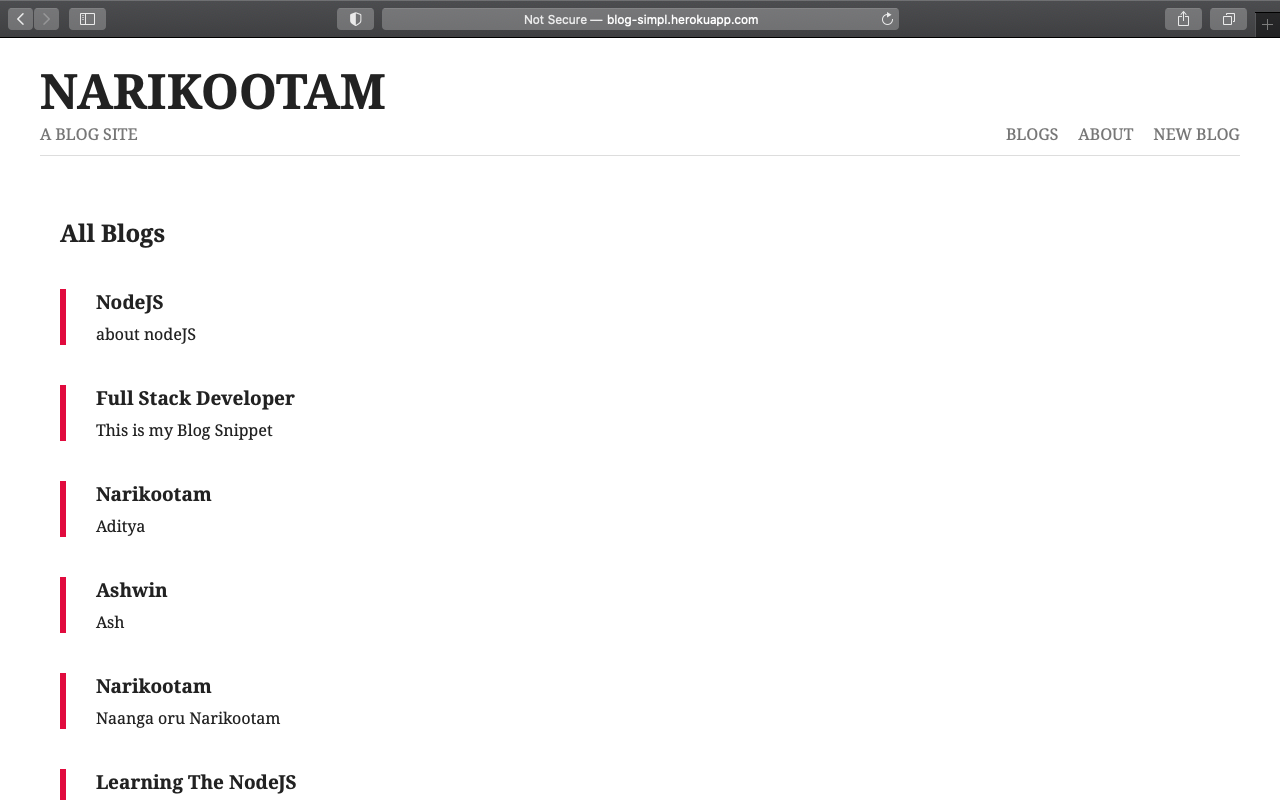 Not Secure — blog-simpl.herokuapp.com
NARIKOOTAM
A BLOG SITE
BLOGS ABOUT NEW BLOG
All Blogs
NodeJS
about nodeJS
Full Stack Developer
This is my Blog Snippet
Narikootam
Aditya
Ashwin
Ash
Narikootam
Naanga oru Narikootam
Learning The NodeJS